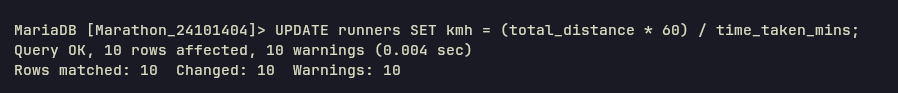 MariaDB [Marathon_24101404]> UPDATE runners SET kmh = (total_distance * 60) / time_taken_mins;
Query OK, 10 rows affected, 10 warnings (0.004 sec)
Rows matched: 10  Changed: 10  Warnings: 10